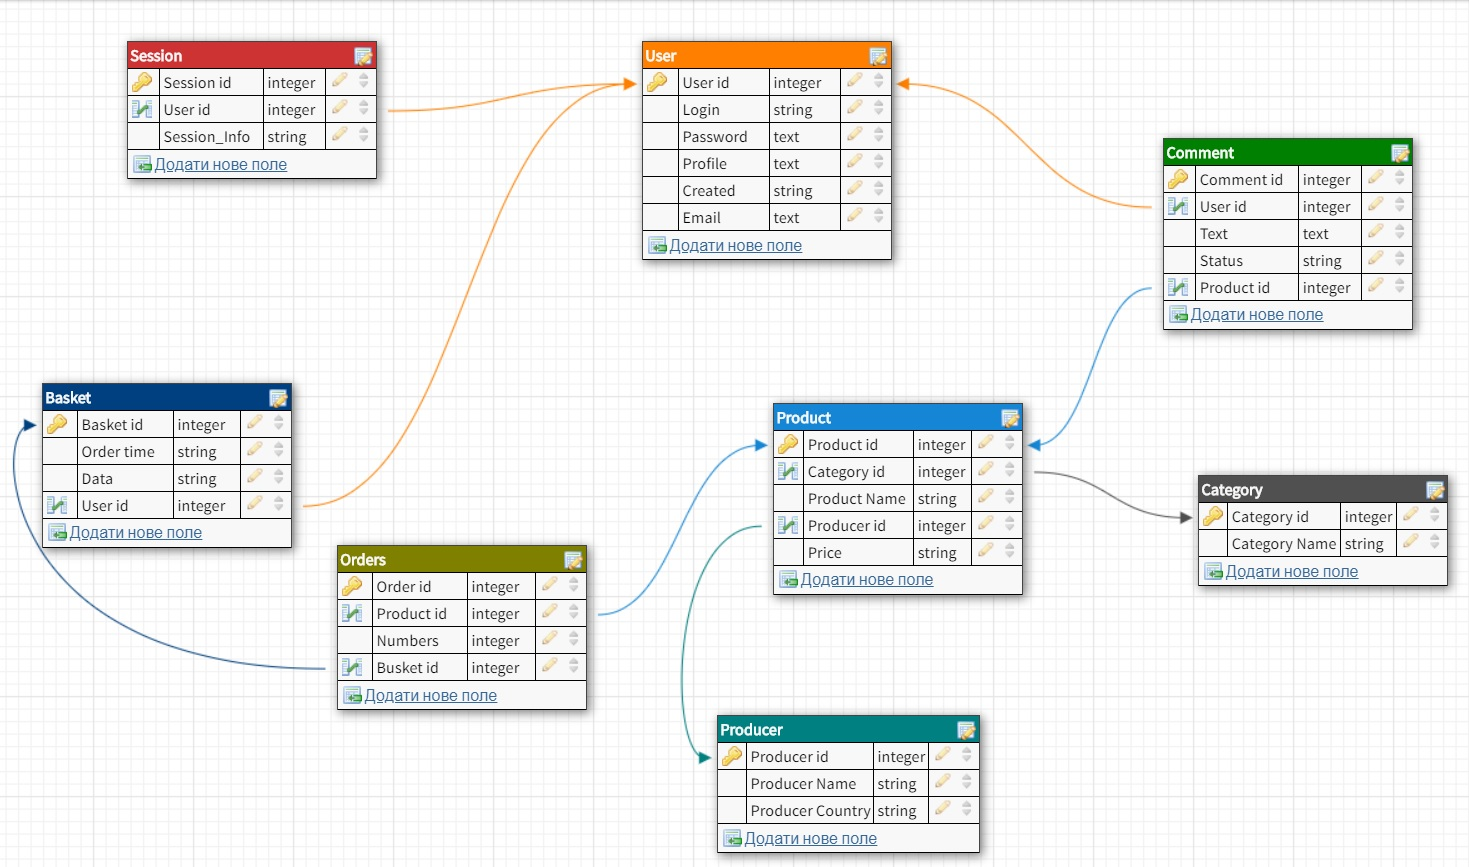 Session
Session id integer
User id integer
Session_Info string
Додати нове поле
User
User id integer
Login string
Password text
Profile text
Created string
Email text
Додати нове поле
Comment
Comment id integer
User id integer
Text text
Status string
Product id integer
Додати нове поле
Basket
Basket id integer
Order time string
Data string
User id integer
Додати нове поле
Product
Product id integer
Category id integer
Product Name string
Producer id integer
Price string
Додати нове поле
Category
Category id integer
Category Name string
Додати нове поле
Orders
Order id integer
Product id integer
Numbers integer
Busket id integer
Додати нове поле
Producer
Producer id integer
Producer Name string
Producer Country string
Додати нове поле